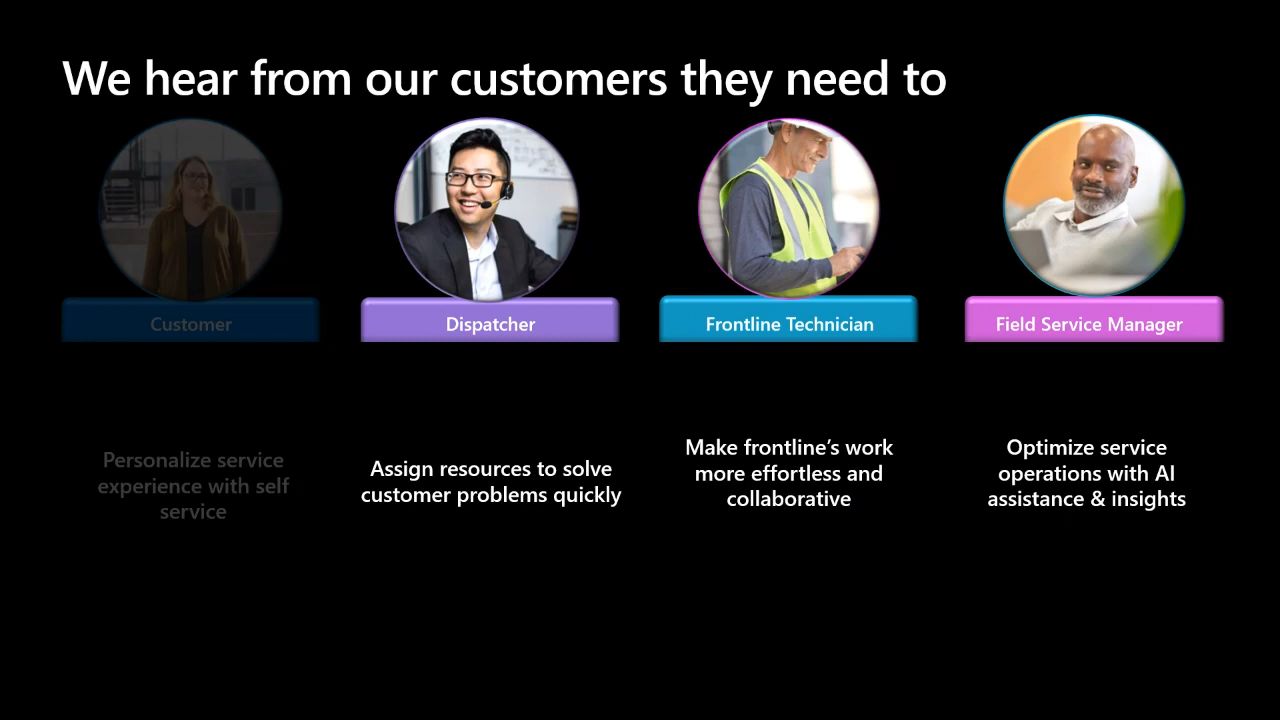 We hear from our customers they need to
Customer
Dispatcher
Frontline Technician
Field Service Manager
Personalize service
experience with self
service
Assign resources to solve
customer problems quickly
Make frontline’s work
more effortless and
collaborative
Optimize service
operations with AI
assistance & insights